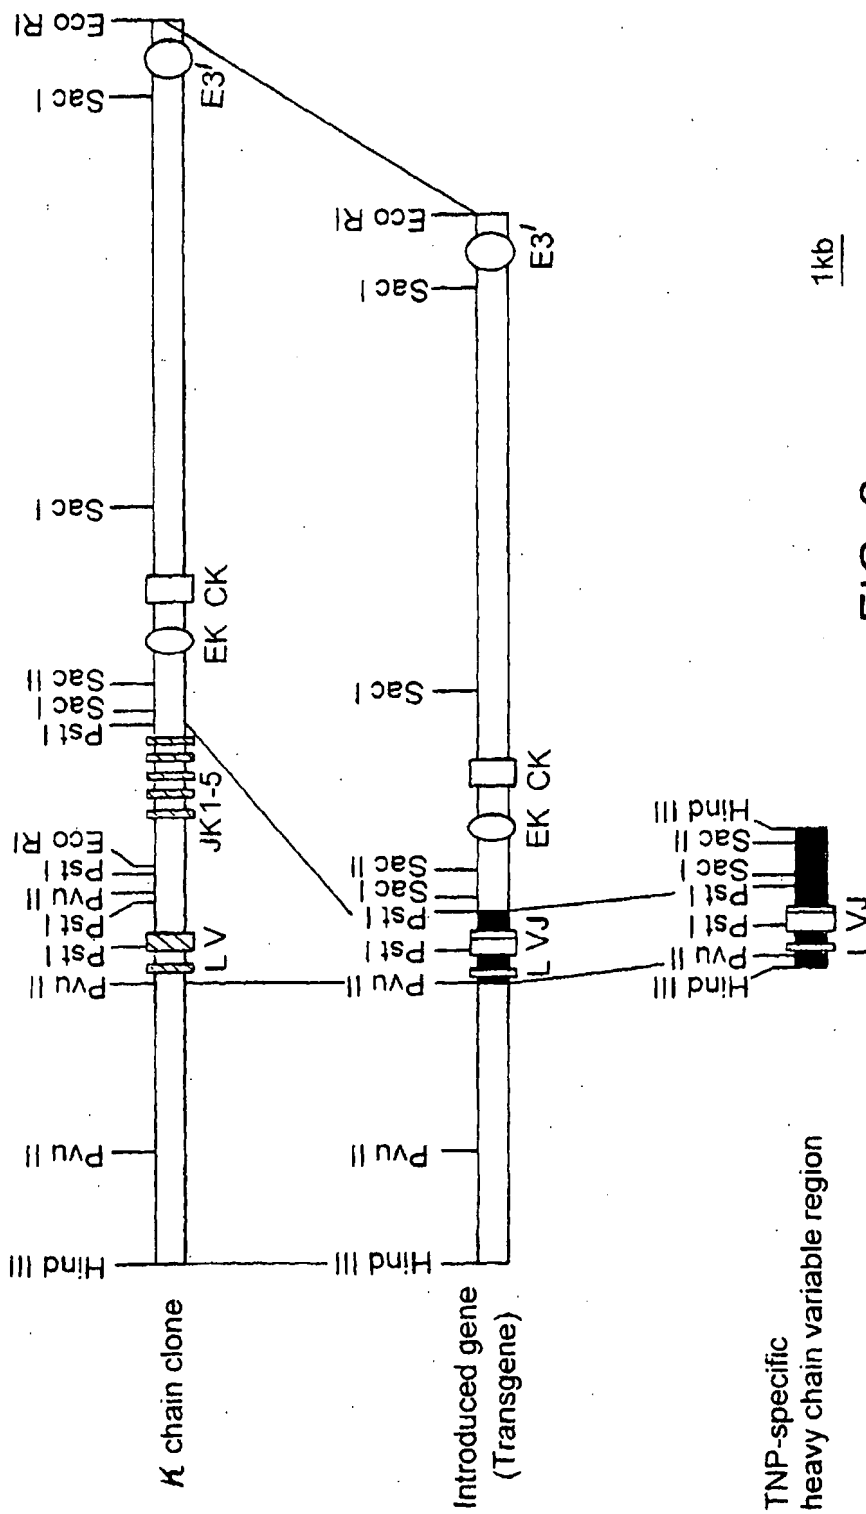 Hind III
Pvu II
Pvu II
Pst I
Pst I
Pvu II
Pst I
Eco RI
Pst I
Sac I
Sac II
Sac I
Sac I
Eco RI
κ chain clone
L V
JK1-5
EK CK
E3'
Hind III
Pvu II
Pvu II
Pst I
Pst I
Sac I
Sac II
Sac I
Sac I
Eco RI
Introduced gene
(Transgene)
L VJ
EK CK
E3'
Hind III
Pvu II
Pst I
Pst I
Sac I
Sac II
Hind III
TNP-specific
heavy chain variable region
L VJ
1kb
FIG.